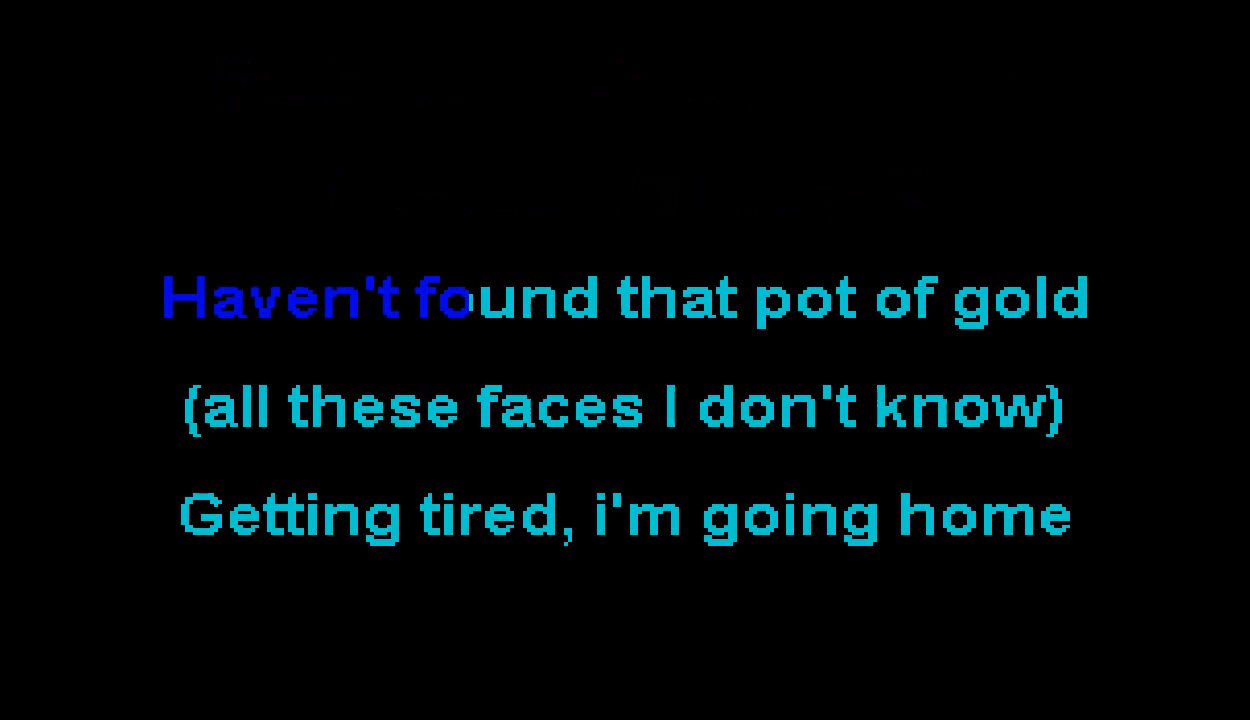 Haven't found that pot of gold
(all these faces I don't know)
Getting tired, i'm going home